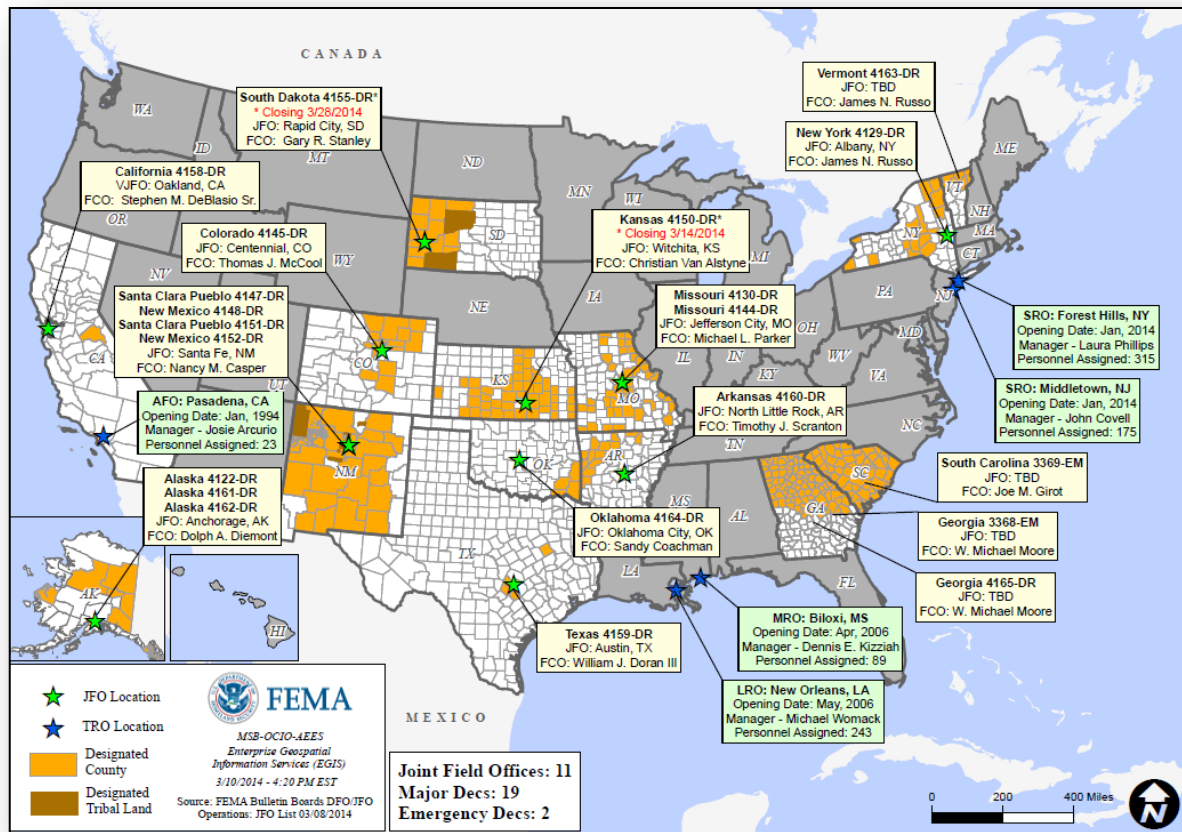 CANADA
South Dakota 4155-DR*
* Closing 3/28/2014
JFO: Rapid City, SD
FCO: Gary R. Stanley
Vermont 4163-DR
JFO: TBD
FCO: James N. Russo
New York 4129-DR
JFO: Albany, NY
FCO: James N. Russo
California 4158-DR
VJFO: Oakland, CA
FCO: Stephen M. DeBlasio Sr.
Colorado 4145-DR
JFO: Centennial, CO
FCO: Thomas J. McCool
Kansas 4150-DR*
* Closing 3/14/2014
JFO: Witchita, KS
FCO: Christian Van Alstyne
Santa Clara Pueblo 4147-DR
New Mexico 4148-DR
Santa Clara Pueblo 4151-DR
New Mexico 4152-DR
JFO: Santa Fe, NM
FCO: Nancy M. Casper
Missouri 4130-DR
Missouri 4144-DR
JFO: Jefferson City, MO
FCO: Michael L. Parker
SRO: Forest Hills, NY
Opening Date: Jan, 2014
Manager - Laura Phillips
Personnel Assigned: 315
AFO: Pasadena, CA
Opening Date: Jan, 1994
Manager - Josie Arcurio
Personnel Assigned: 23
Arkansas 4160-DR
JFO: North Little Rock, AR
FCO: Timothy J. Scranton
SRO: Middletown, NJ
Opening Date: Jan, 2014
Manager - John Covell
Personnel Assigned: 175
Alaska 4122-DR
Alaska 4161-DR
Alaska 4162-DR
JFO: Anchorage, AK
FCO: Dolph A. Diemont
Oklahoma 4164-DR
JFO: Oklahoma City, OK
FCO: Sandy Coachman
South Carolina 3369-EM
JFO: TBD
FCO: Joe M. Girot
Georgia 3368-EM
JFO: TBD
FCO: W. Michael Moore
Georgia 4165-DR
JFO: TBD
FCO: W. Michael Moore
Texas 4159-DR
JFO: Austin, TX
FCO: William J. Doran III
MRO: Biloxi, MS
Opening Date: Apr, 2006
Manager - Dennis E. Kizziah
Personnel Assigned: 89
LRO: New Orleans, LA
Opening Date: May, 2006
Manager - Michael Womack
Personnel Assigned: 243
WA
ID
MT
ND
MN
WI
MI
ME
VT
NH
MA
CT
NY
NJ
PA
OR
NV
WY
SD
NE
IA
IL
IN
OH
WV
MD
VA
CA
UT
CO
KS
MO
KY
TN
NC
SC
NM
OK
AR
MS
AL
GA
TX
LA
FL
AK
HI
MEXICO
JFO Location
TRO Location
Designated
County
Designated
Tribal Land
FEMA
MSB-OCIO-AEES
Enterprise Geospatial
Information Services (EGIS)
3/10/2014 - 4:20 PM EST
Source: FEMA Bulletin Boards DFO/JFO
Operations: JFO List 03/08/2014
Joint Field Offices: 11
Major Decs: 19
Emergency Decs: 2
0 200 400 Miles
N